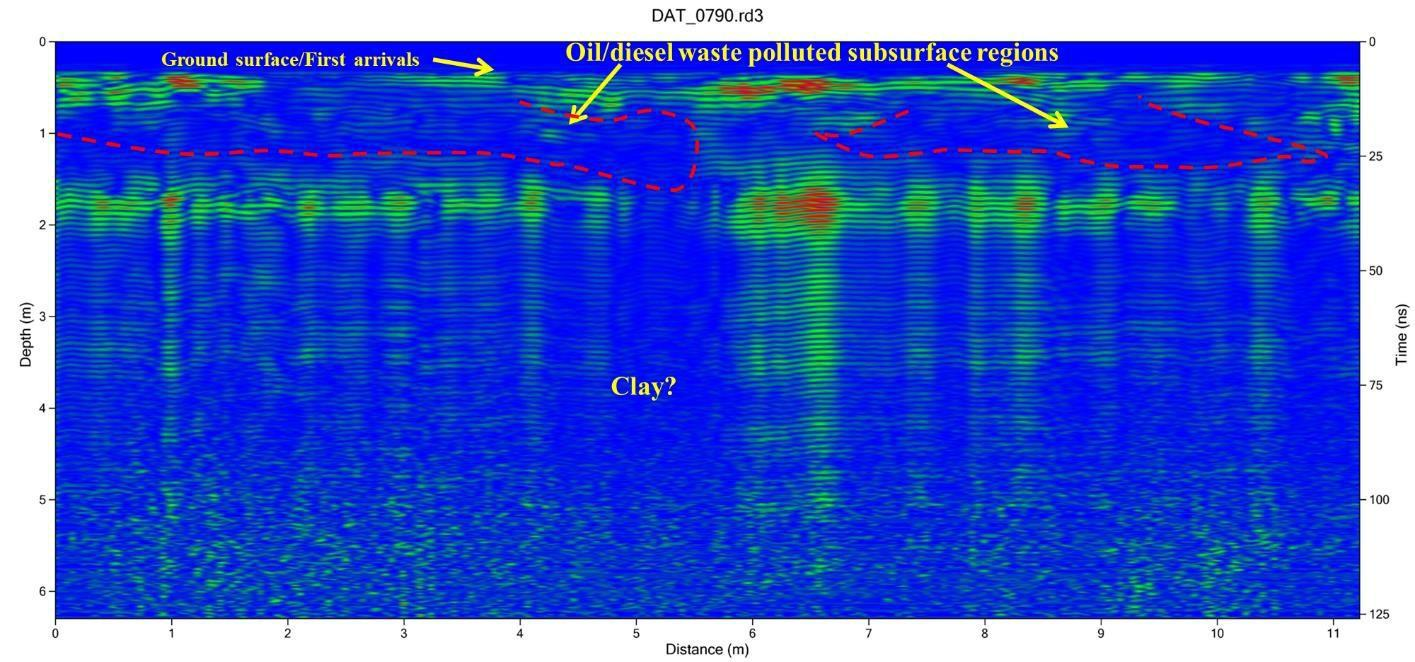 DAT_0790.rd3
Ground surface/First arrivals
Oil/diesel waste polluted subsurface regions
Clay?
Depth (m)
0
1
2
3
4
5
6
Time (ns)
0
25
50
75
100
125
0 1 2 3 4 5 6 7 8 9 10 11
Distance (m)